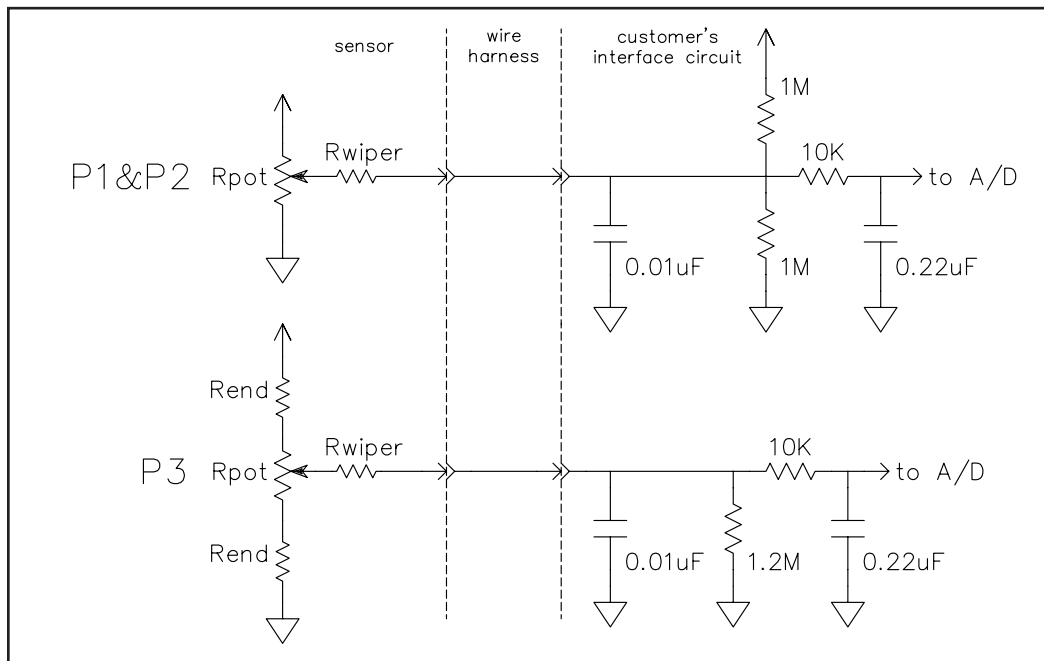 sensor
wire
harness
customer's
interface circuit
1M
P1&P2
Rpot
Rwiper
10K
to A/D
0.01uF
1M
0.22uF
Rend
P3
Rpot
Rwiper
10K
to A/D
Rend
0.01uF
1.2M
0.22uF